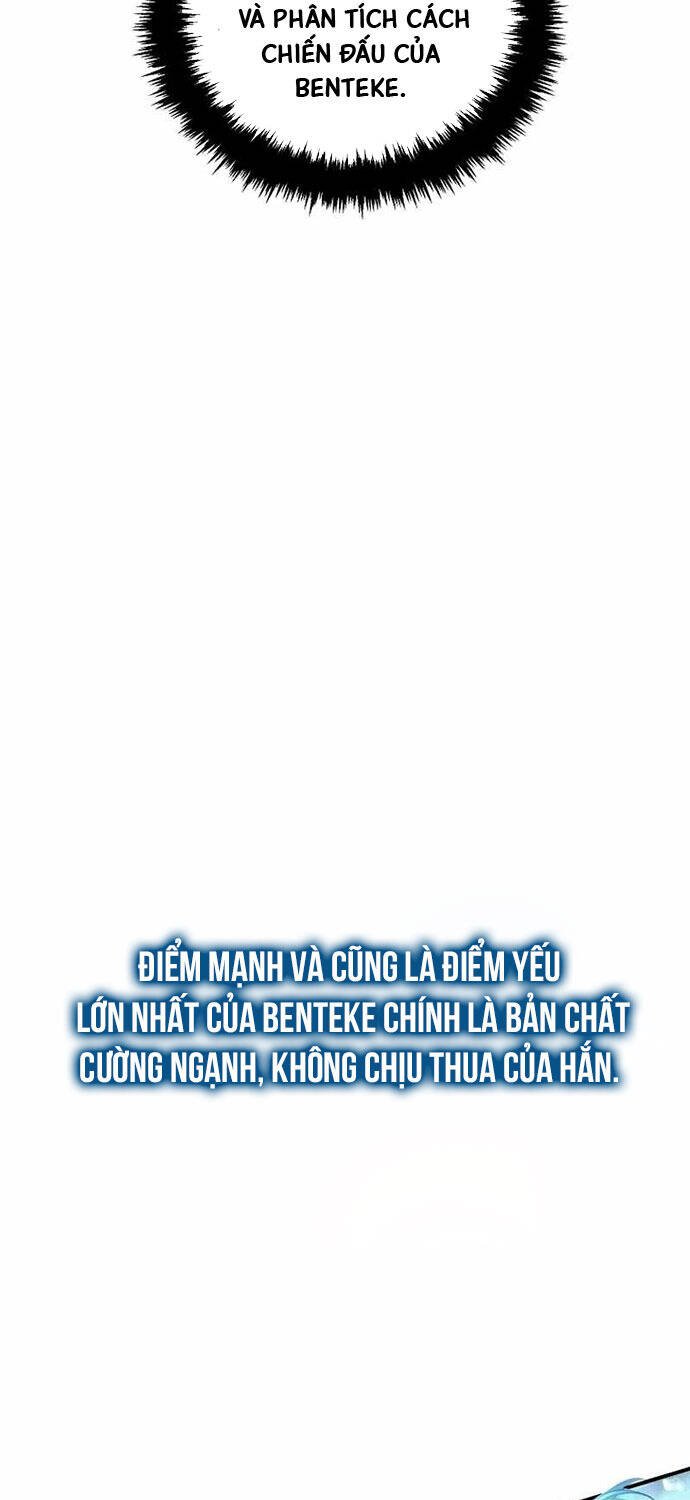 VÀ PHÂN TÍCH CÁCH
CHIẾN ĐẤU CỦA
BENTEKE.
ĐIỂM MẠNH VÀ CŨNG LÀ ĐIỂM YẾU
LỚN NHẤT CỦA BENTEKE CHÍNH LÀ BẢN CHẤT
CƯỜNG NGẠNH, KHÔNG CHỊU THUA CỦA HẮN.